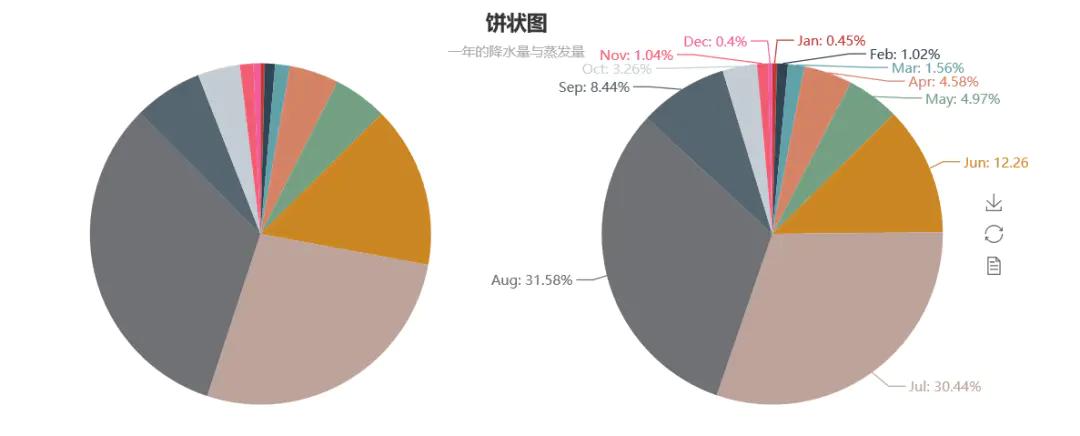 饼状图
一年的降水量与蒸发量
Dec: 0.4%
Jan: 0.45%
Nov: 1.04%
Feb: 1.02%
Oct: 3.26%
Mar: 1.56%
Sep: 8.44%
Apr: 4.58%
May: 4.97%
Jun: 12.26
Aug: 31.58%
Jul: 30.44%